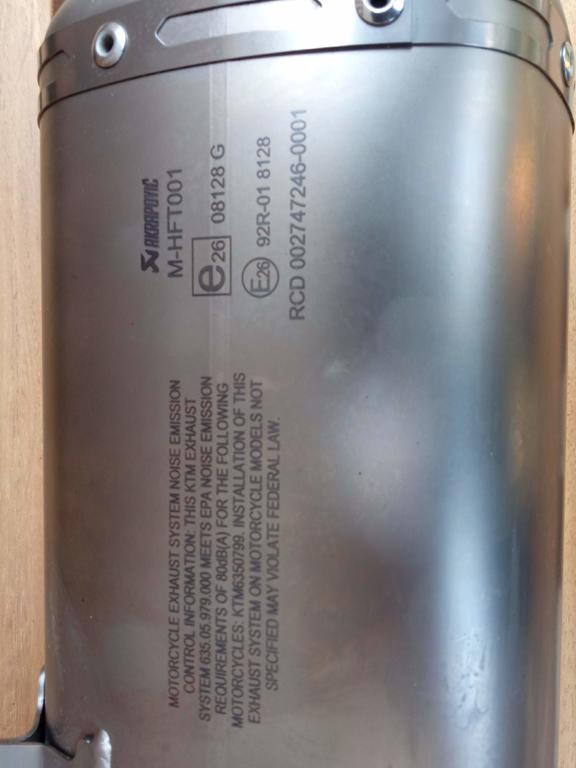 AKRAPOVIČ
M-HFT001
e26 08128 G
E26 92R-01 8128
RCD 002747246-0001
MOTORCYCLE EXHAUST SYSTEM NOISE EMISSION
CONTROL INFORMATION: THIS KTM EXHAUST
SYSTEM 635.05.979.000 MEETS EPA NOISE EMISSION
REQUIREMENTS OF 80dB(A) FOR THE FOLLOWING
MOTORCYCLES: KTM6350799. INSTALLATION OF THIS
EXHAUST SYSTEM ON MOTORCYCLE MODELS NOT
SPECIFIED MAY VIOLATE FEDERAL LAW.